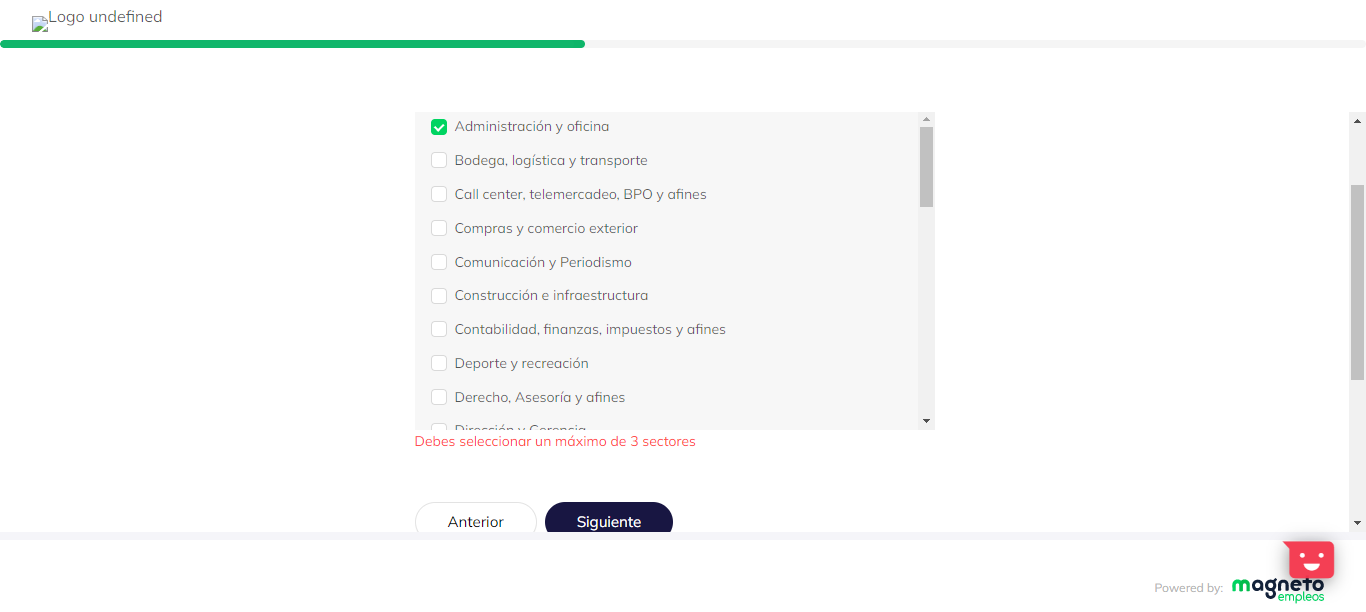 Logo undefined
Administración y oficina
Bodega, logística y transporte
Call center, telemercadeo, BPO y afines
Compras y comercio exterior
Comunicación y Periodismo
Construcción e infraestructura
Contabilidad, finanzas, impuestos y afines
Deporte y recreación
Derecho, Asesoría y afines
Dirección y Gerencia
Debes seleccionar un máximo de 3 sectores
Anterior Siguiente
Powered by: magneto
empleos